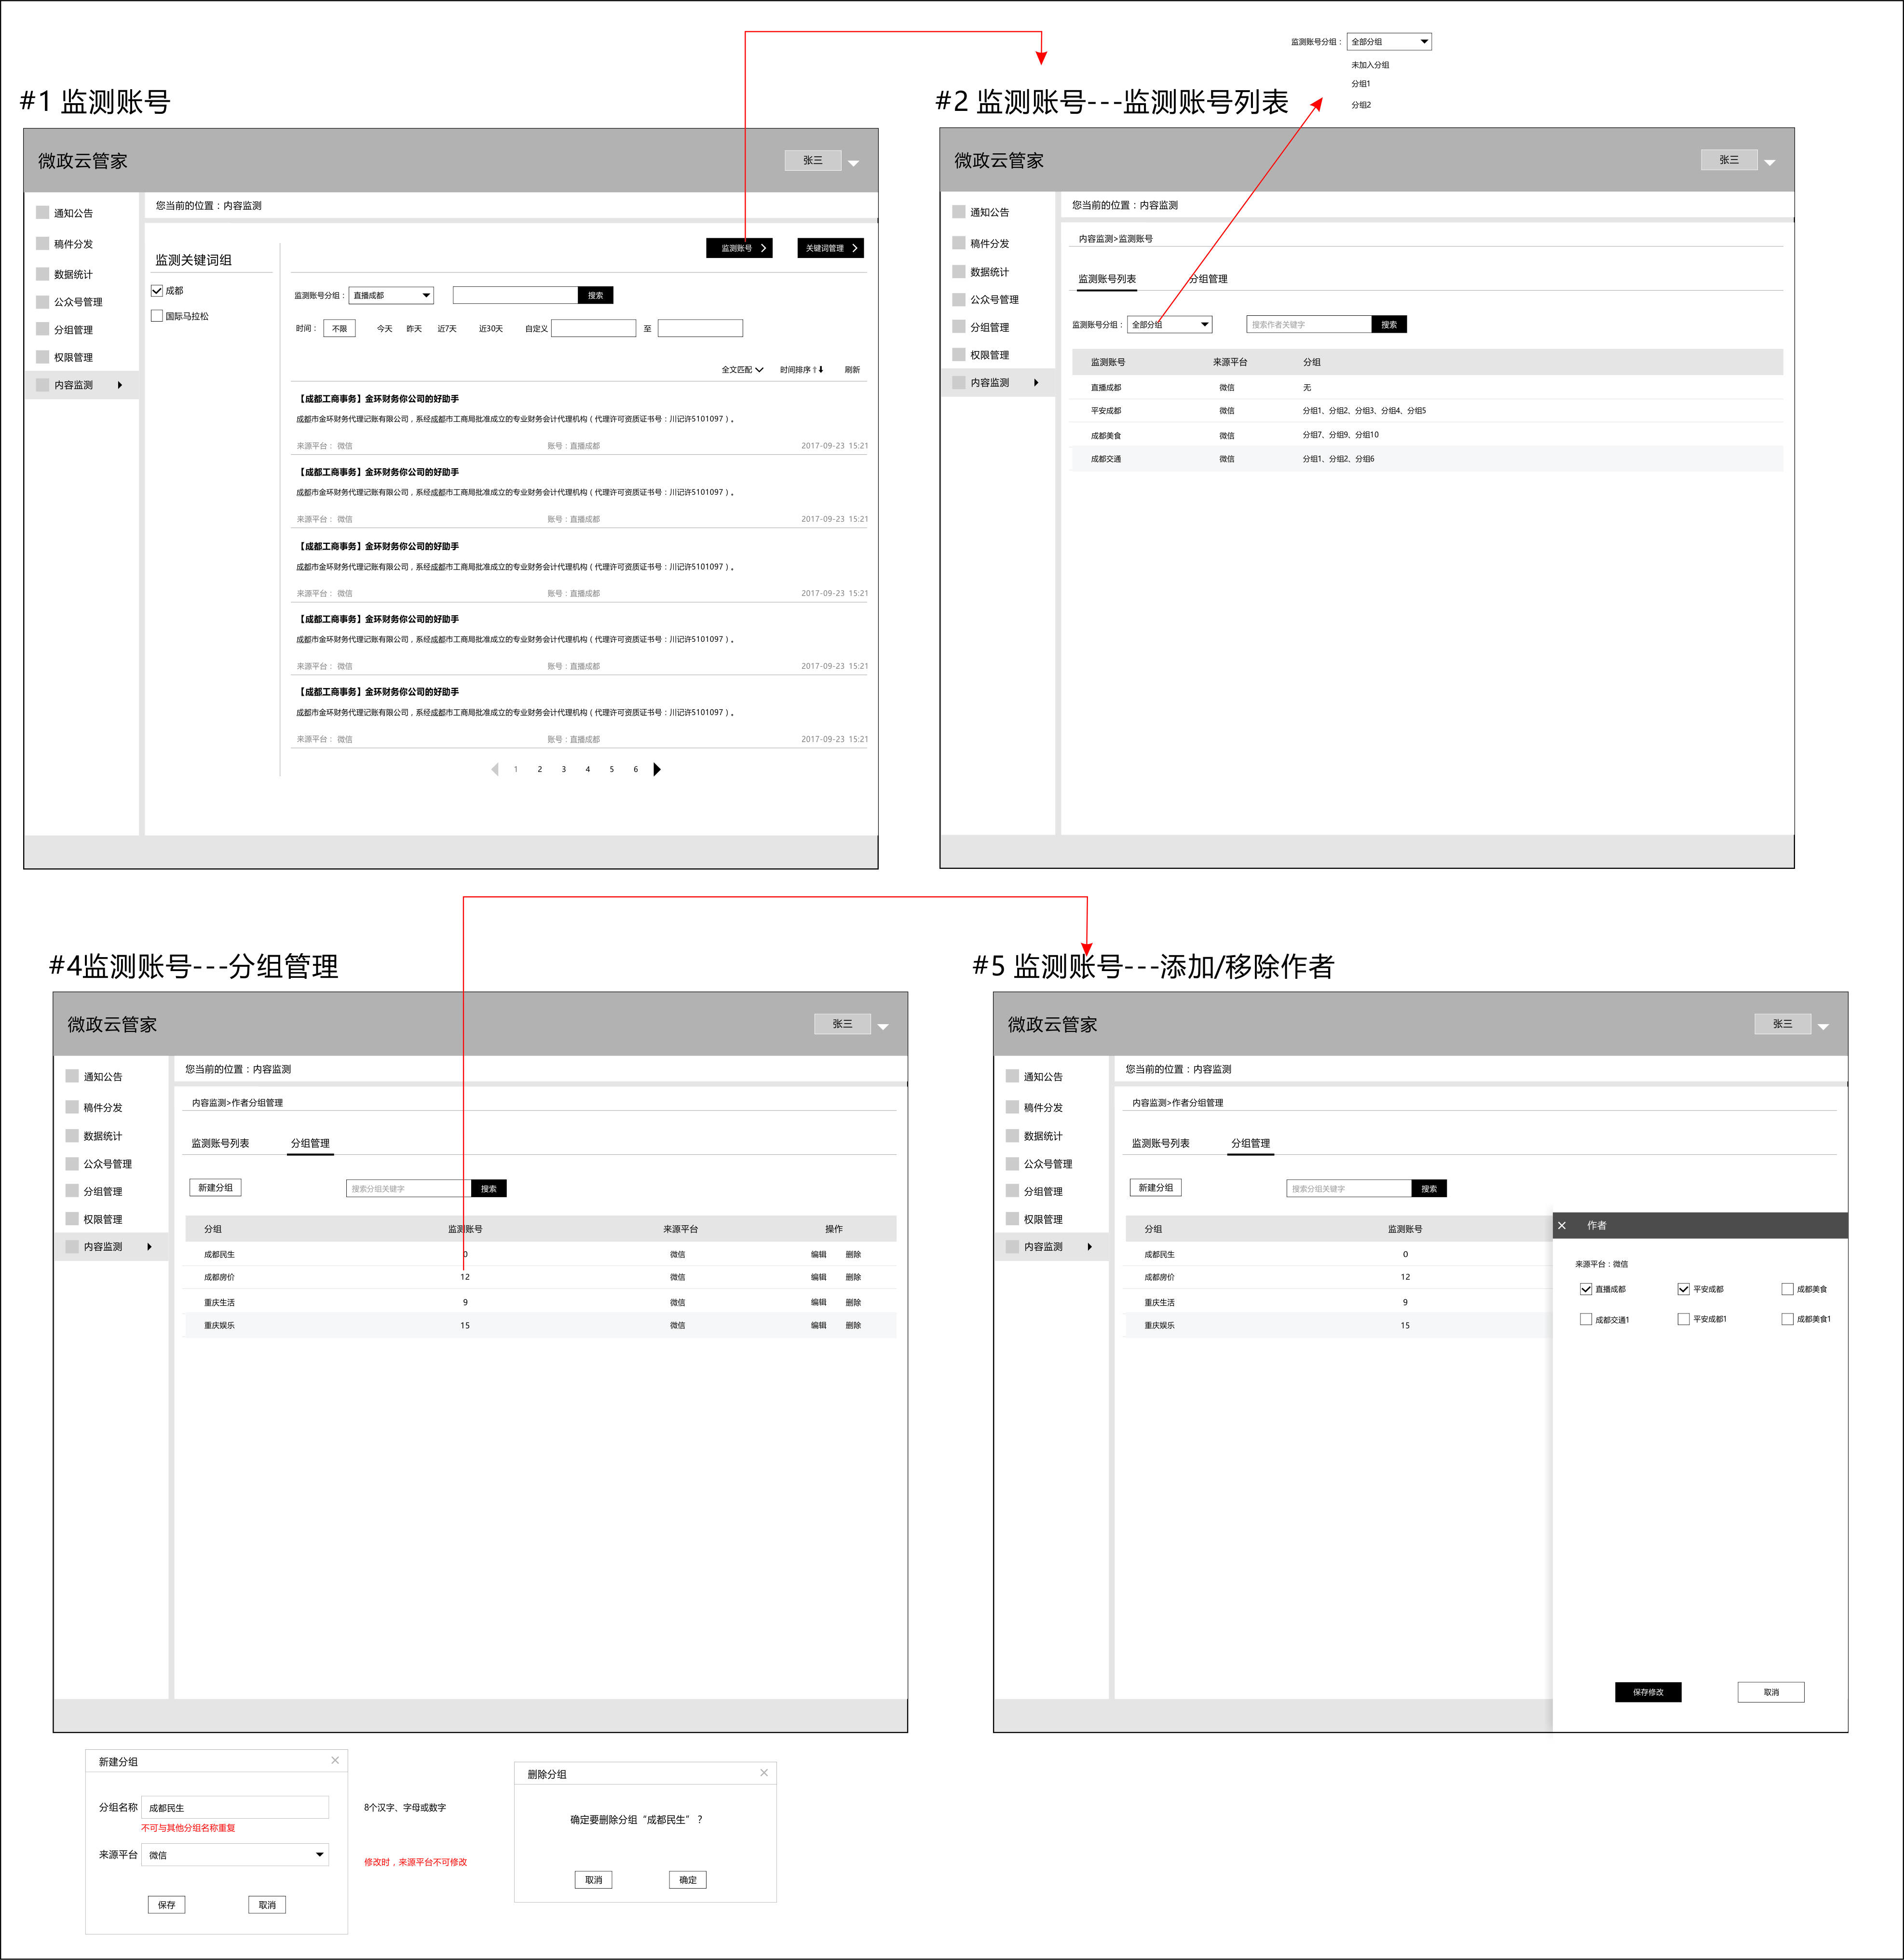 监测账号分组： 全部分组
未加入分组
分组1
分组2
#1 监测账号
微政云管家
张三
通知公告
稿件分发
数据统计
公众号管理
分组管理
权限管理
内容监测
您当前的位置：内容监测
监测关键词组
成都
国际马拉松
监测账号
关键词管理
监测账号分组： 直播成都 搜索
时间： 不限 今天 昨天 近7天 近30天 自定义 至
全文匹配 时间排序⇧⬇ 刷新
【成都工商事务】金环财务你公司的好助手
成都市金环财务代理记账有限公司，系经成都市工商局批准成立的专业财务会计代理机构（代理许可资质证书号：川记许5101097）。
来源平台： 微信 账号：直播成都 2017-09-23 15:21
【成都工商事务】金环财务你公司的好助手
成都市金环财务代理记账有限公司，系经成都市工商局批准成立的专业财务会计代理机构（代理许可资质证书号：川记许5101097）。
来源平台： 微信 账号：直播成都 2017-09-23 15:21
【成都工商事务】金环财务你公司的好助手
成都市金环财务代理记账有限公司，系经成都市工商局批准成立的专业财务会计代理机构（代理许可资质证书号：川记许5101097）。
来源平台： 微信 账号：直播成都 2017-09-23 15:21
【成都工商事务】金环财务你公司的好助手
成都市金环财务代理记账有限公司，系经成都市工商局批准成立的专业财务会计代理机构（代理许可资质证书号：川记许5101097）。
来源平台： 微信 账号：直播成都 2017-09-23 15:21
【成都工商事务】金环财务你公司的好助手
成都市金环财务代理记账有限公司，系经成都市工商局批准成立的专业财务会计代理机构（代理许可资质证书号：川记许5101097）。
来源平台： 微信 账号：直播成都 2017-09-23 15:21
1 2 3 4 5 6
#2 监测账号---监测账号列表
微政云管家
张三
通知公告
稿件分发
数据统计
公众号管理
分组管理
权限管理
内容监测
您当前的位置：内容监测
内容监测>监测账号
监测账号列表 分组管理
监测账号分组： 全部分组 搜索作者关键字 搜索
监测账号 来源平台 分组
直播成都 微信 无
平安成都 微信 分组1、分组2、分组3、分组4、分组5
成都美食 微信 分组7、分组9、分组10
成都交通 微信 分组1、分组2、分组6
#4监测账号---分组管理
微政云管家
张三
通知公告
稿件分发
数据统计
公众号管理
分组管理
权限管理
内容监测
您当前的位置：内容监测
内容监测>作者分组管理
监测账号列表 分组管理
新建分组 搜索分组关键字 搜索
分组 监测账号 来源平台 操作
成都民生 0 微信 编辑 删除
成都房价 12 微信 编辑 删除
重庆生活 9 微信 编辑 删除
重庆娱乐 15 微信 编辑 删除
#5 监测账号---添加/移除作者
微政云管家
张三
通知公告
稿件分发
数据统计
公众号管理
分组管理
权限管理
内容监测
您当前的位置：内容监测
内容监测>作者分组管理
监测账号列表 分组管理
新建分组 搜索分组关键字 搜索
分组 监测账号
成都民生 0
成都房价 12
重庆生活 9
重庆娱乐 15
作者
来源平台：微信
直播成都 平安成都 成都美食
成都交通1 平安成都1 成都美食1
保存修改 取消
新建分组
分组名称 成都民生 8个汉字、字母或数字
不可与其他分组名称重复
来源平台 微信
修改时，来源平台不可修改
保存 取消
删除分组
确定要删除分组“成都民生”？
取消 确定